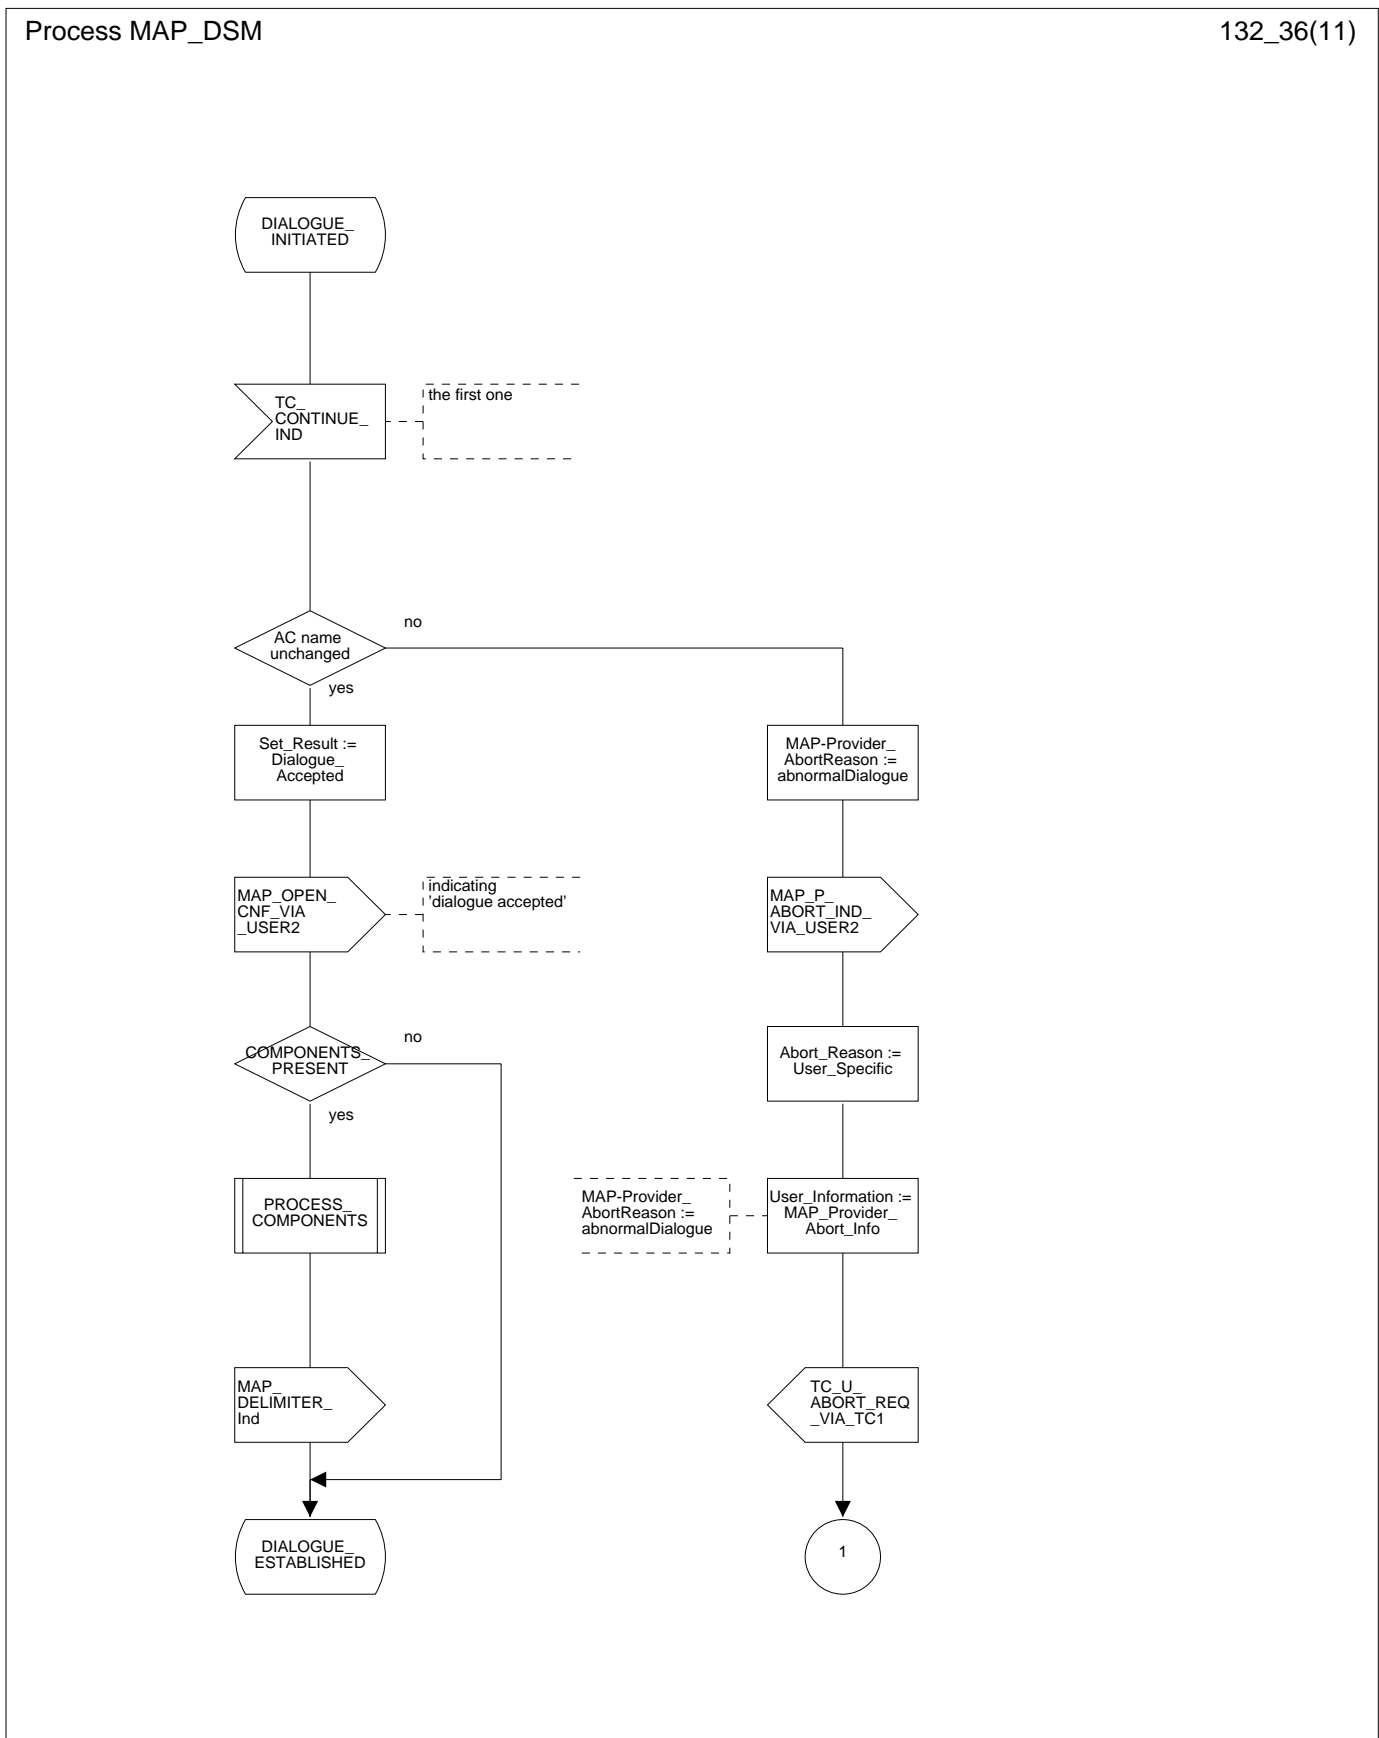 Process MAP_DSM
132_36(11)
DIALOGUE_
INITIATED
TC_
CONTINUE_
IND
the first one
AC name
unchanged
no
yes
Set_Result :=
Dialogue_
Accepted
MAP-Provider_
AbortReason :=
abnormalDialogue
MAP_OPEN_
CNF_VIA
_USER2
indicating
'dialogue accepted'
MAP_P_
ABORT_IND_
VIA_USER2
COMPONENTS_
PRESENT
no
yes
Abort_Reason :=
User_Specific
PROCESS_
COMPONENTS
MAP-Provider_
AbortReason :=
abnormalDialogue
User_Information :=
MAP_Provider_
Abort_Info
MAP_
DELIMITER_
Ind
TC_U_
ABORT_REQ
_VIA_TC1
DIALOGUE_
ESTABLISHED
1